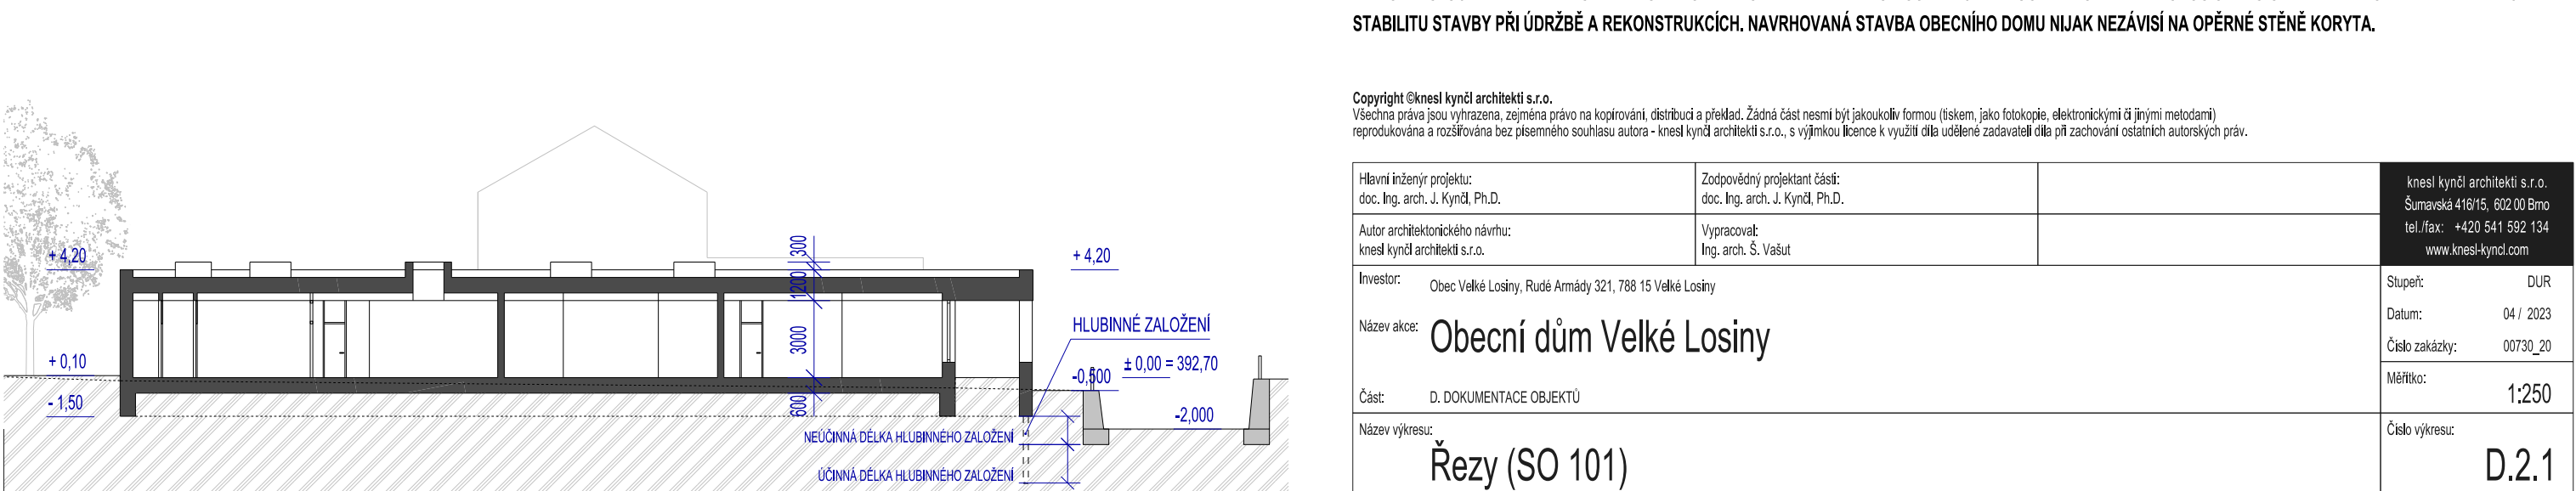 STABILITU STAVBY PŘI ÚDRŽBĚ A REKONSTRUKCÍCH. NAVRHOVANÁ STAVBA OBECNÍHO DOMU NIJAK NEZÁVISÍ NA OPĚRNÉ STĚNĚ KORYTA.
Copyright ©knesl kynčl architekti s.r.o.
Všechna práva jsou vyhrazena, zejména právo na kopírování, distribuci a překlad. Žádná část nesmí být jakoukoliv formou (tiskem, jako fotokopie, elektronickými či jinými metodami)
reprodukována a rozšiřována bez písemného souhlasu autora - knesl kynčl architekti s.r.o., s výjimkou licence k využití díla udělené zadavateli díla při zachování ostatních autorských práv.
+ 4,20
+ 0,10
- 1,50
300
1200
3000
600
+ 4,20
HLUBINNÉ ZALOŽENÍ
± 0,00 = 392,70
-0,500
-2,000
NEÚČINNÁ DÉLKA HLUBINNÉHO ZALOŽENÍ
ÚČINNÁ DÉLKA HLUBINNÉHO ZALOŽENÍ
Hlavní inženýr projektu:
doc. Ing. arch. J. Kynčl, Ph.D.
Zodpovědný projektant části:
doc. Ing. arch. J. Kynčl, Ph.D.
Autor architektonického návrhu:
knesl kynčl architekti s.r.o.
Vypracoval:
Ing. arch. Š. Vašut
knesl kynčl architekti s.r.o.
Šumavská 416/15, 602 00 Brno
tel./fax: +420 541 592 134
www.knesl-kyncl.com
Investor: Obec Velké Losiny, Rudé Armády 321, 788 15 Velké Losiny
Název akce: Obecní dům Velké Losiny
Část: D. DOKUMENTACE OBJEKTŮ
Stupeň: DUR
Datum: 04 / 2023
Číslo zakázky: 00730_20
Měřítko: 1:250
Název výkresu:
Řezy (SO 101)
Číslo výkresu:
D.2.1